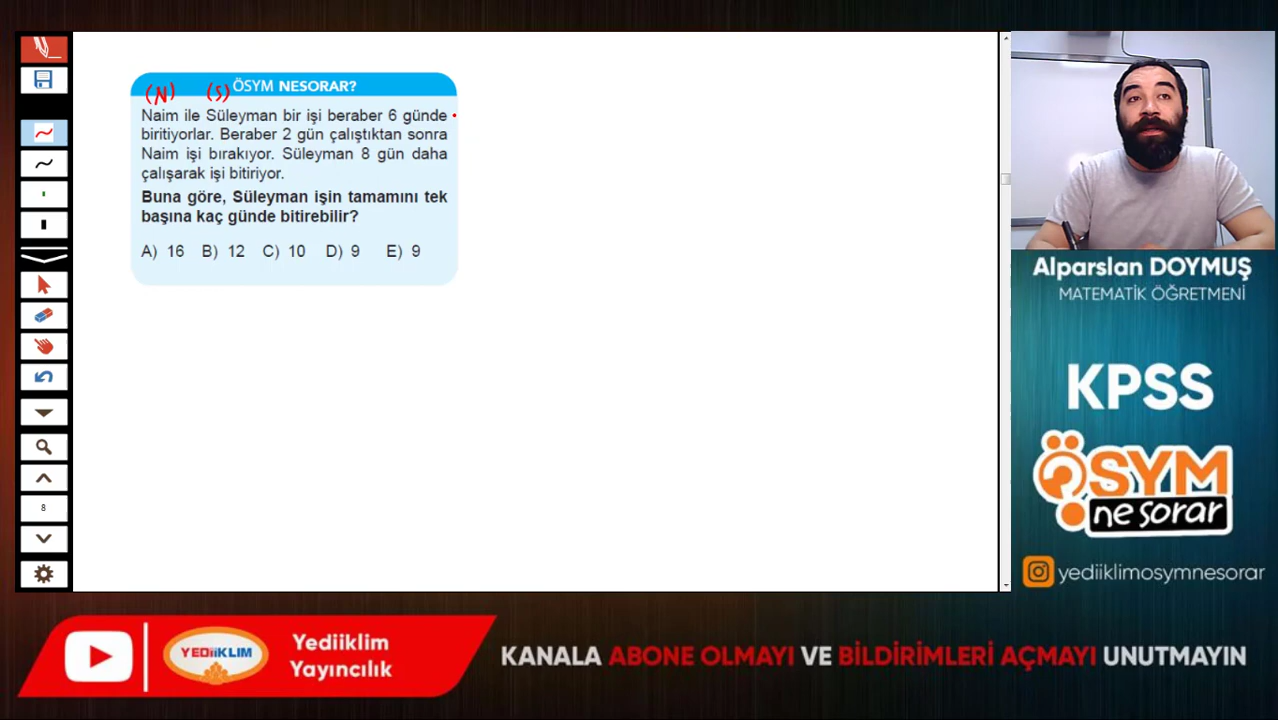 ÖSYM NESORAR?
(N) (S)
Naim ile Süleyman bir işi beraber 6 günde
biritiyorlar. Beraber 2 gün çalıştıktan sonra
Naim işi bırakıyor. Süleyman 8 gün daha
çalışarak işi bitiriyor.
Buna göre, Süleyman işin tamamını tek
başına kaç günde bitirebilir?
A) 16 B) 12 C) 10 D) 9 E) 9
8
Alparslan DOYMUŞ
MATEMATİK ÖĞRETMENİ
KPSS
ÖSYM
ne sorar
yediiklimosymnesorar
YEDİİKLİM
Yediiklim
Yayıncılık
KANALA ABONE OLMAYI VE BİLDİRİMLERİ AÇMAYI UNUTMAYIN